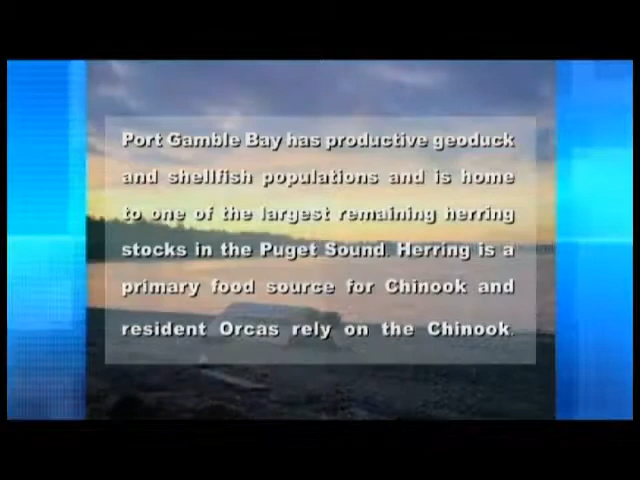 Port Gamble Bay has productive geoduck
and shellfish populations and is home
to one of the largest remaining herring
stocks in the Puget Sound. Herring is a
primary food source for Chinook and
resident Orcas rely on the Chinook.